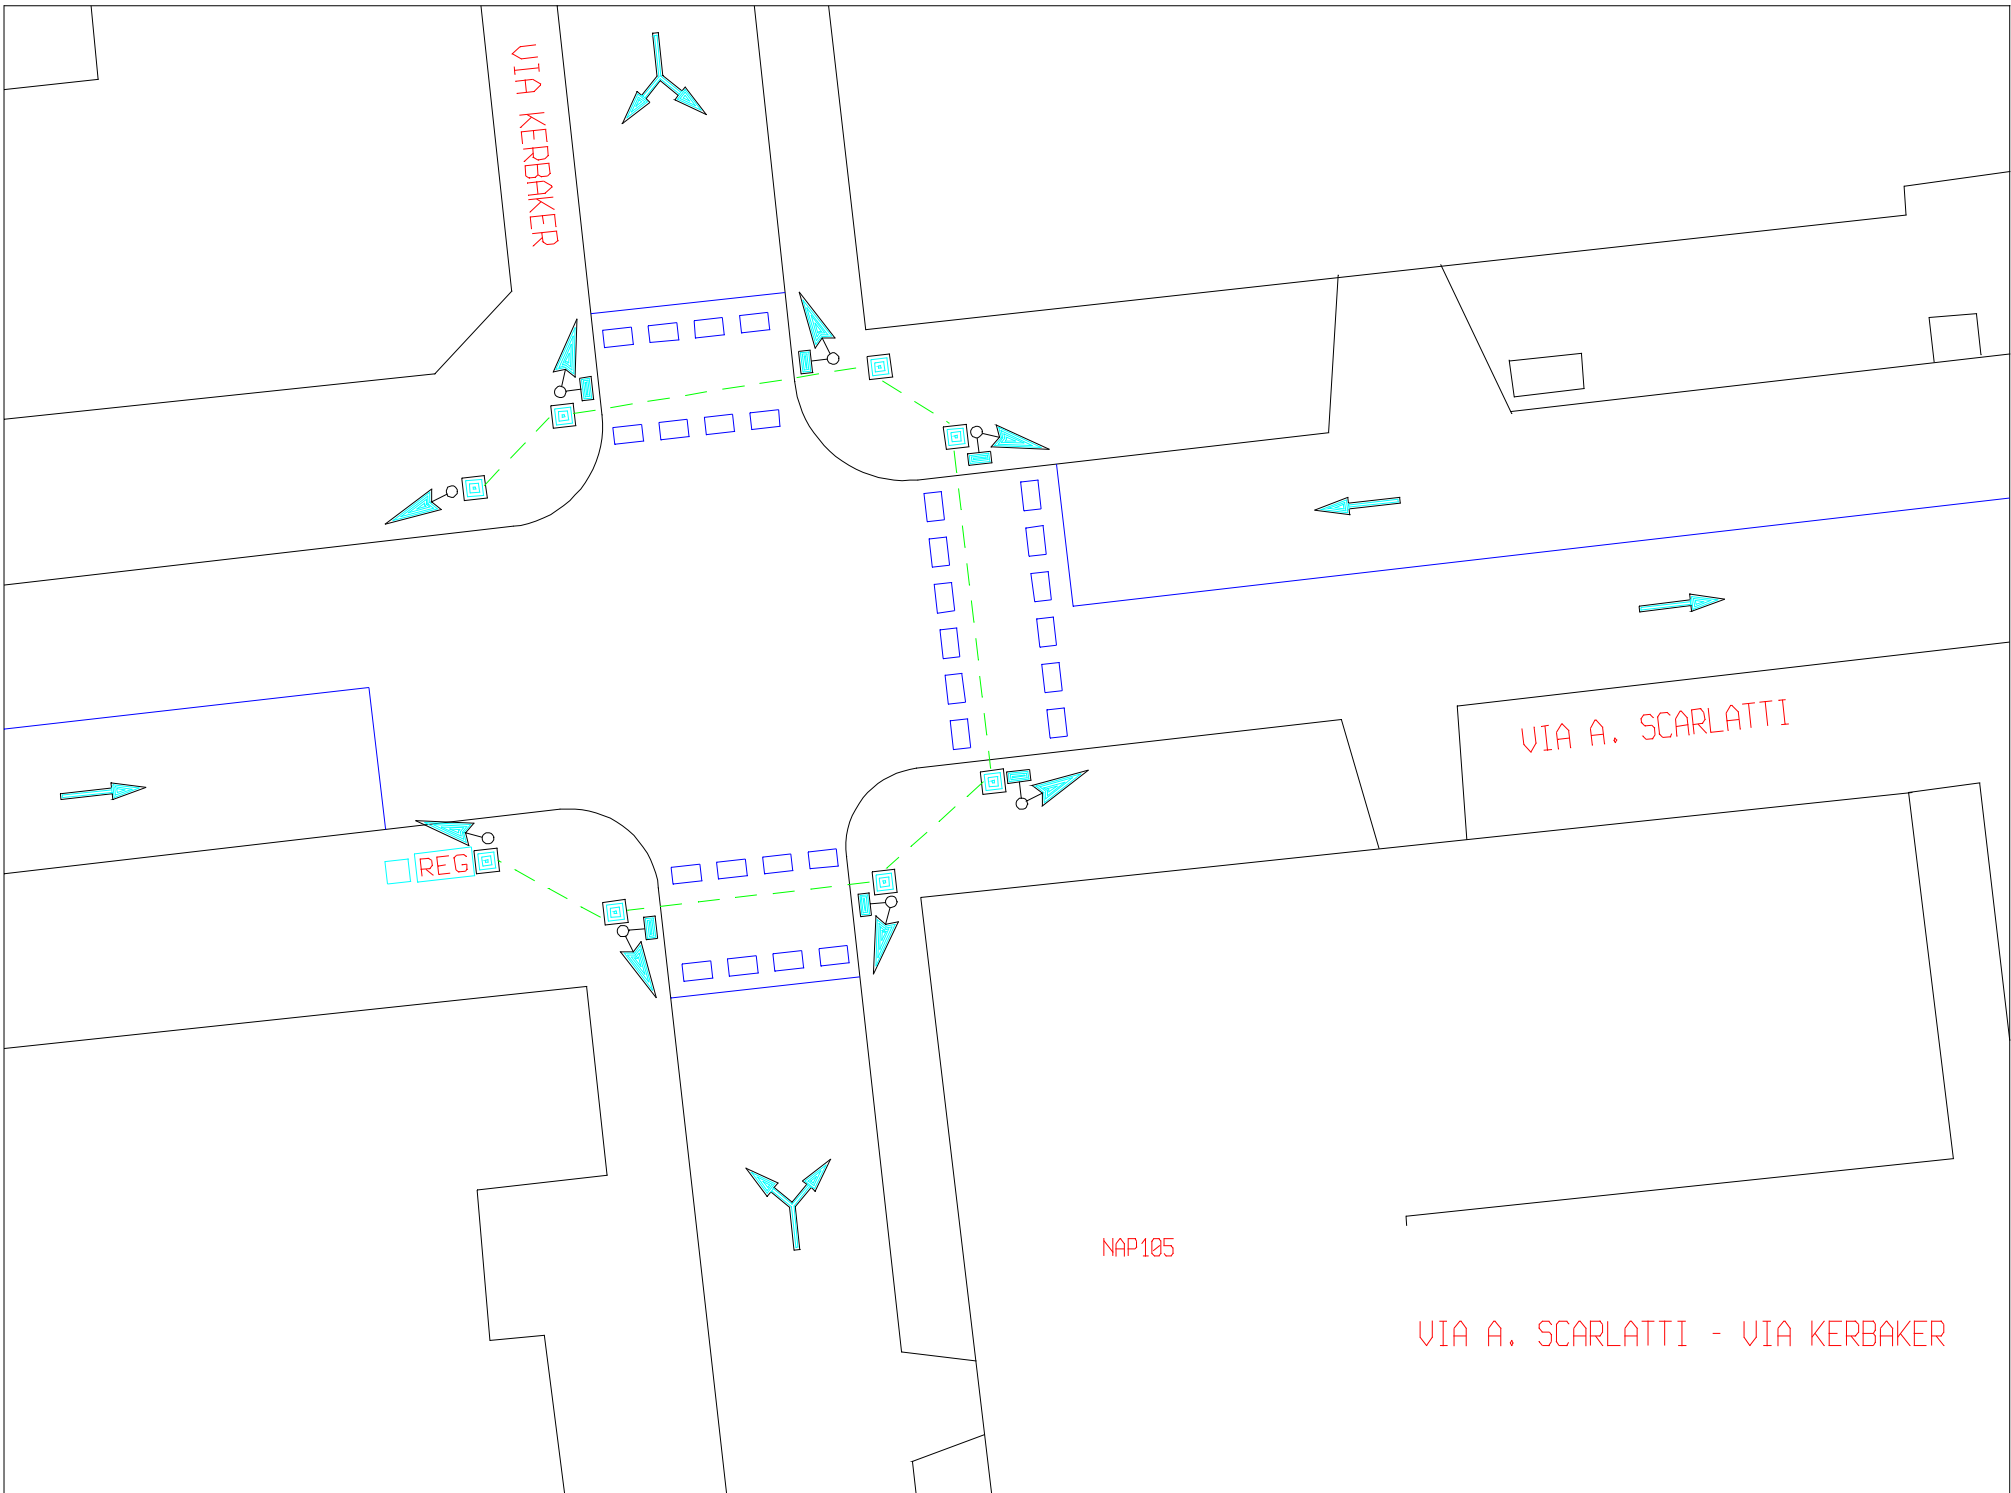 VIA KERBAKER
VIA A. SCARLATTI
REG
NAP105
VIA A. SCARLATTI - VIA KERBAKER